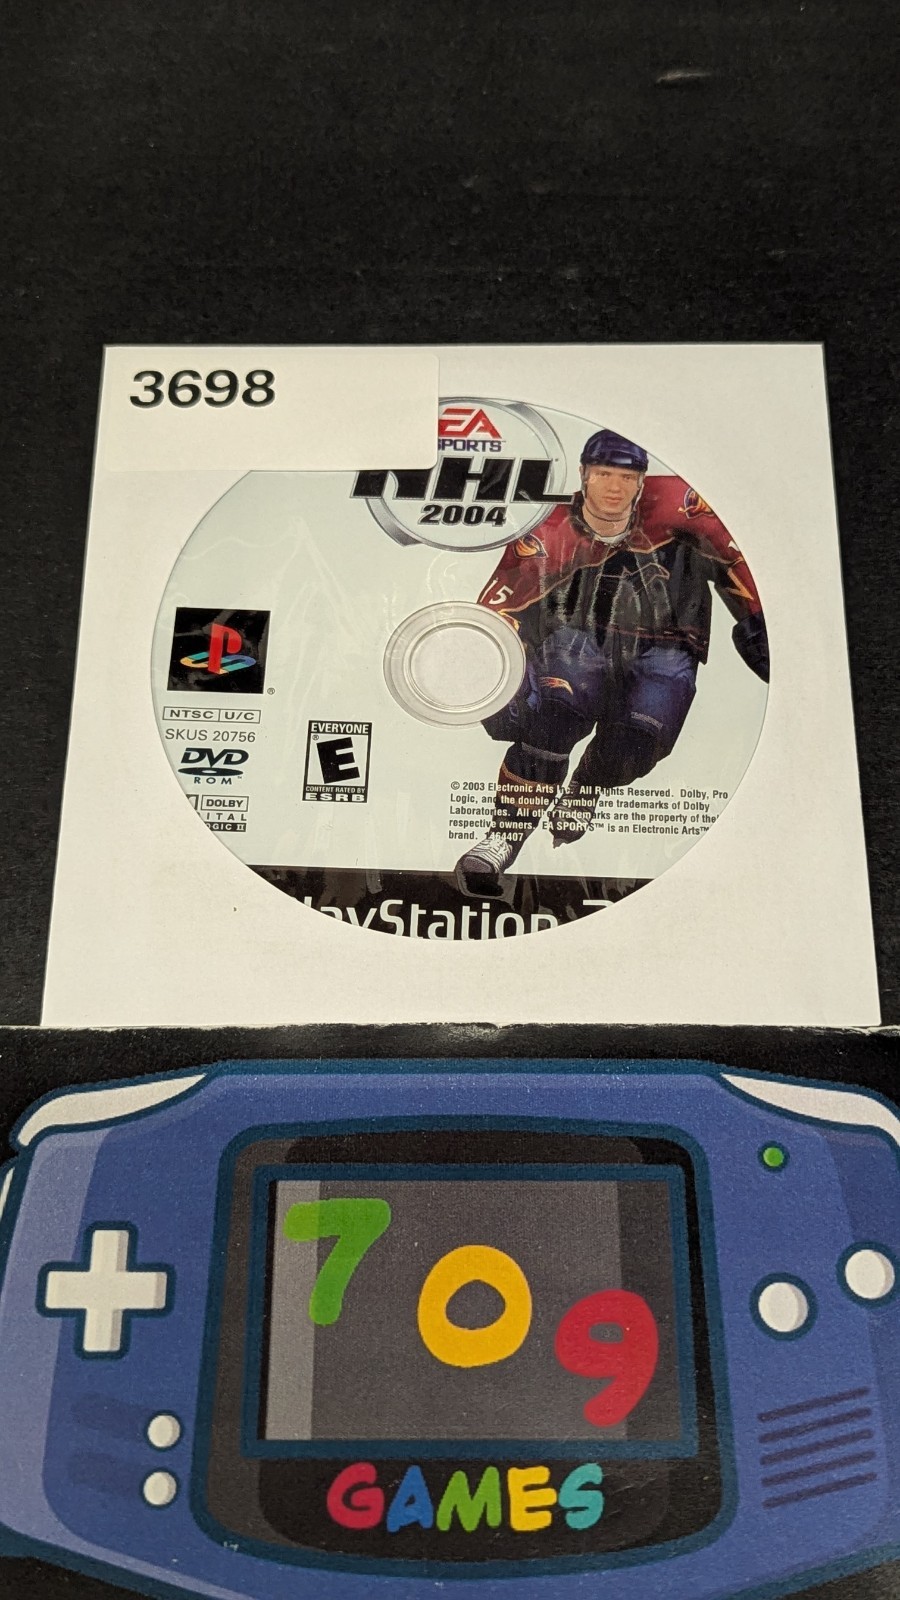 3698
EA
SPORTS
NHL
2004
15
®
NTSC U/C
SKUS 20756
DVD
ROM
DOLBY
EVERYONE
E
CONTENT RATED BY
ESRB
© 2003 Electronic Arts Inc. All Rights Reserved. Dolby, Pro
Logic, and the double D symbol are trademarks of Dolby
Laboratories. All other trademarks are the property of their
respective owners. EA SPORTS™ is an Electronic Arts™
brand. 1464407
PlayStation 2
7 0 9
GAMES